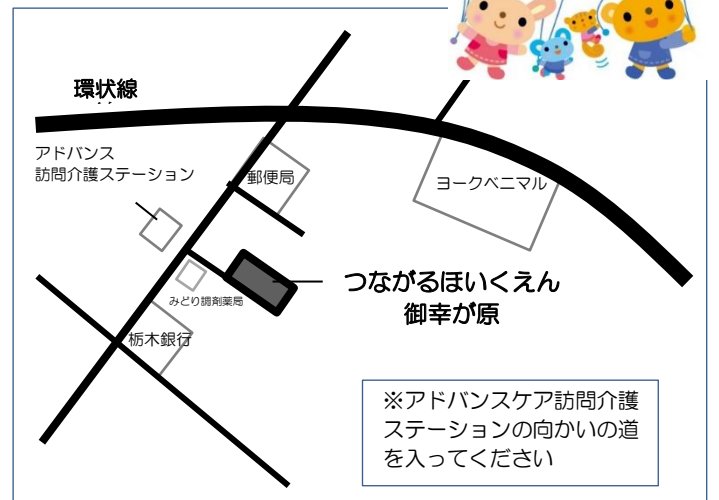 環状線
アドバンス
訪問介護ステーション
郵便局
ヨークベニマル
みどり調剤薬局
つながるほいくえん
御幸が原
栃木銀行
※アドバンスケア訪問介護
ステーションの向かいの道
を入ってください